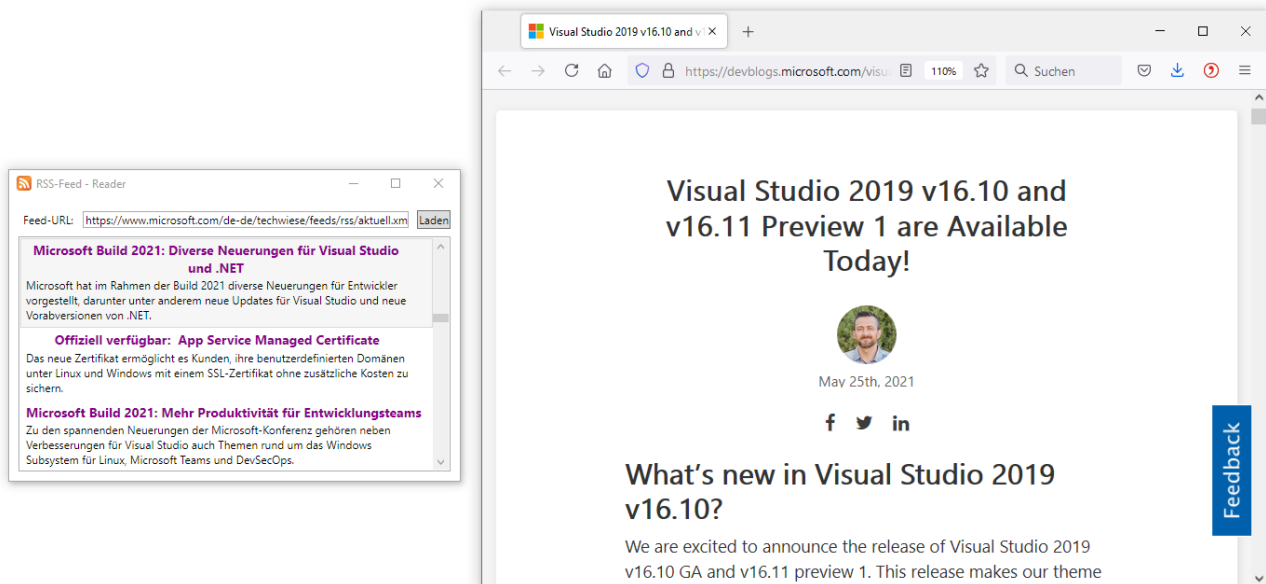 RSS-Feed - Reader
Feed-URL: https://www.microsoft.com/de-de/techwiese/feeds/rss/aktuell.xm Laden
Microsoft Build 2021: Diverse Neuerungen für Visual Studio
und .NET
Microsoft hat im Rahmen der Build 2021 diverse Neuerungen für Entwickler
vorgestellt, darunter unter anderem neue Updates für Visual Studio und neue
Vorabversionen von .NET.
Offiziell verfügbar: App Service Managed Certificate
Das neue Zertifikat ermöglicht es Kunden, ihre benutzerdefinierten Domänen
unter Linux und Windows mit einem SSL-Zertifikat ohne zusätzliche Kosten zu
sichern.
Microsoft Build 2021: Mehr Produktivität für Entwicklungsteams
Zu den spannenden Neuerungen der Microsoft-Konferenz gehören neben
Verbesserungen für Visual Studio auch Themen rund um das Windows
Subsystem für Linux, Microsoft Teams und DevSecOps.
Visual Studio 2019 v16.10 and v1
https://devblogs.microsoft.com/visu 110% Suchen
Visual Studio 2019 v16.10 and
v16.11 Preview 1 are Available
Today!
May 25th, 2021
What's new in Visual Studio 2019
v16.10?
We are excited to announce the release of Visual Studio 2019
v16.10 GA and v16.11 preview 1. This release makes our theme
Feedback